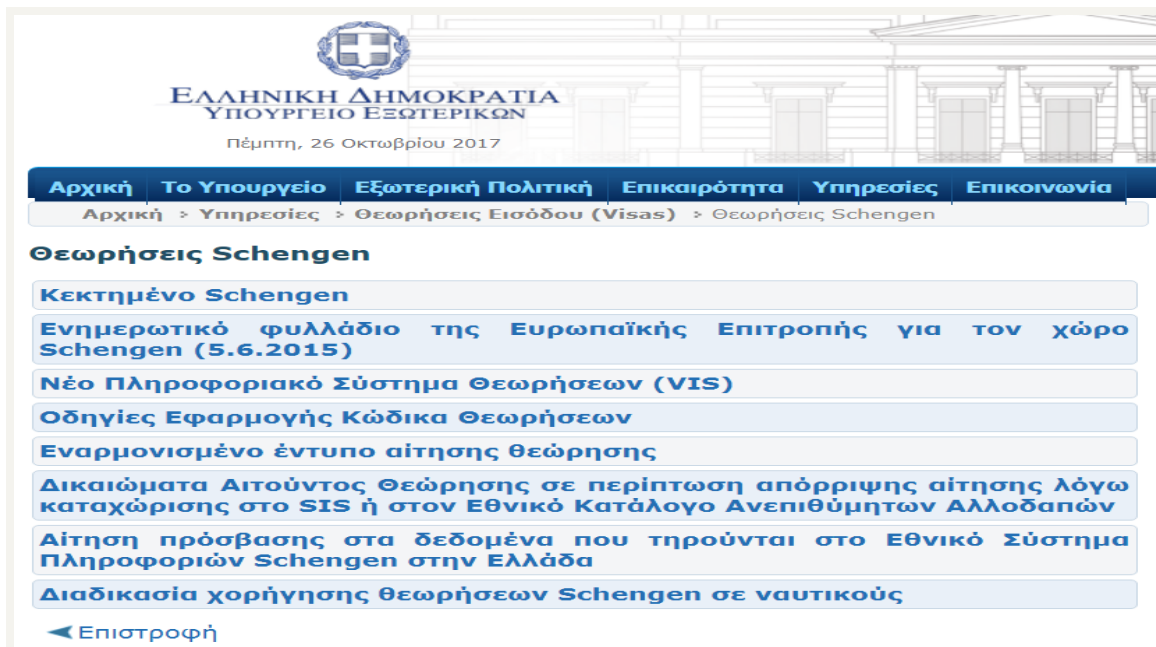 ΕΛΛΗΝΙΚΗ ΔΗΜΟΚΡΑΤΙΑ
ΥΠΟΥΡΓΕΙΟ ΕΞΩΤΕΡΙΚΩΝ
Πέμπτη, 26 Οκτωβρίου 2017
Αρχική Το Υπουργείο Εξωτερική Πολιτική Επικαιρότητα Υπηρεσίες Επικοινωνία
Αρχική > Υπηρεσίες > Θεωρήσεις Εισόδου (Visas) > Θεωρήσεις Schengen
Θεωρήσεις Schengen
Κεκτημένο Schengen
Ενημερωτικό φυλλάδιο της Ευρωπαϊκής Επιτροπής για τον χώρο
Schengen (5.6.2015)
Νέο Πληροφοριακό Σύστημα Θεωρήσεων (VIS)
Οδηγίες Εφαρμογής Κώδικα Θεωρήσεων
Εναρμονισμένο έντυπο αίτησης θεώρησης
Δικαιώματα Αιτούντος Θεώρησης σε περίπτωση απόρριψης αίτησης λόγω
καταχώρισης στο SIS ή στον Εθνικό Κατάλογο Ανεπιθύμητων Αλλοδαπών
Αίτηση πρόσβασης στα δεδομένα που τηρούνται στο Εθνικό Σύστημα
Πληροφοριών Schengen στην Ελλάδα
Διαδικασία χορήγησης θεωρήσεων Schengen σε ναυτικούς
Επιστροφή